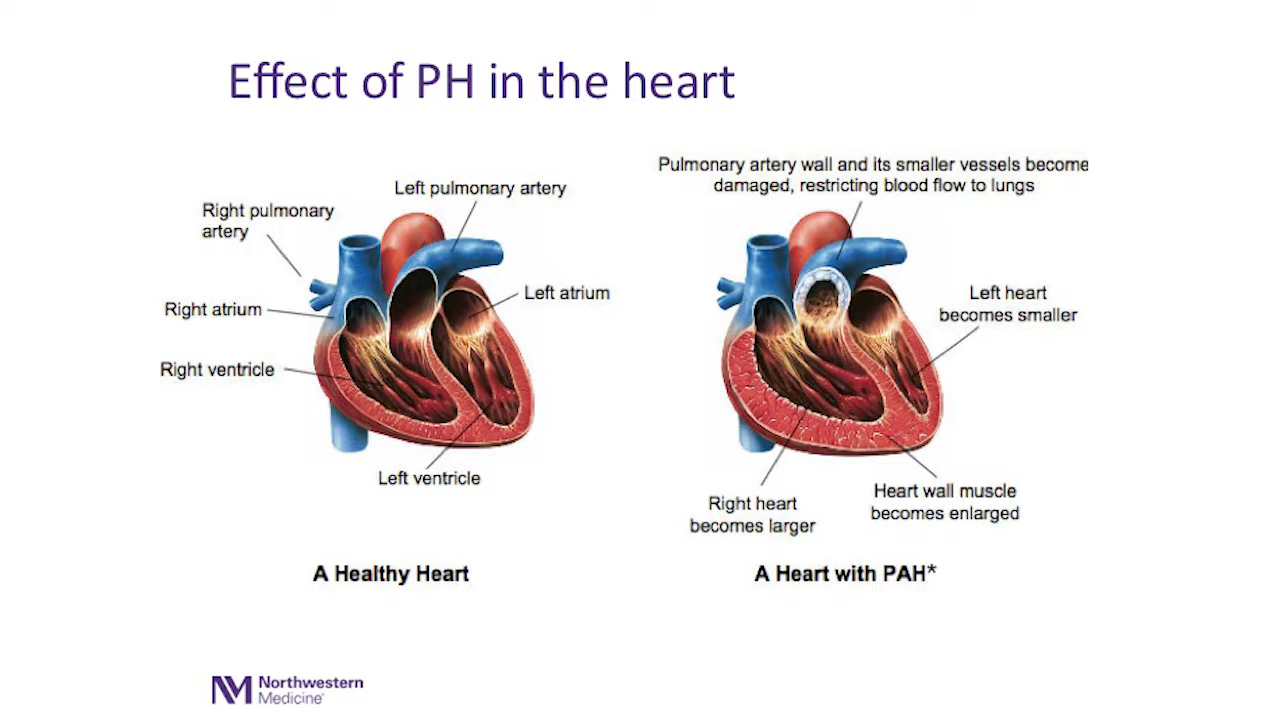 Effect of PH in the heart
Left pulmonary artery
Right pulmonary
artery
Right atrium
Left atrium
Right ventricle
Left ventricle
A Healthy Heart
Pulmonary artery wall and its smaller vessels become
damaged, restricting blood flow to lungs
Left heart
becomes smaller
Right heart
becomes larger
Heart wall muscle
becomes enlarged
A Heart with PAH*
NM
Northwestern
Medicine®